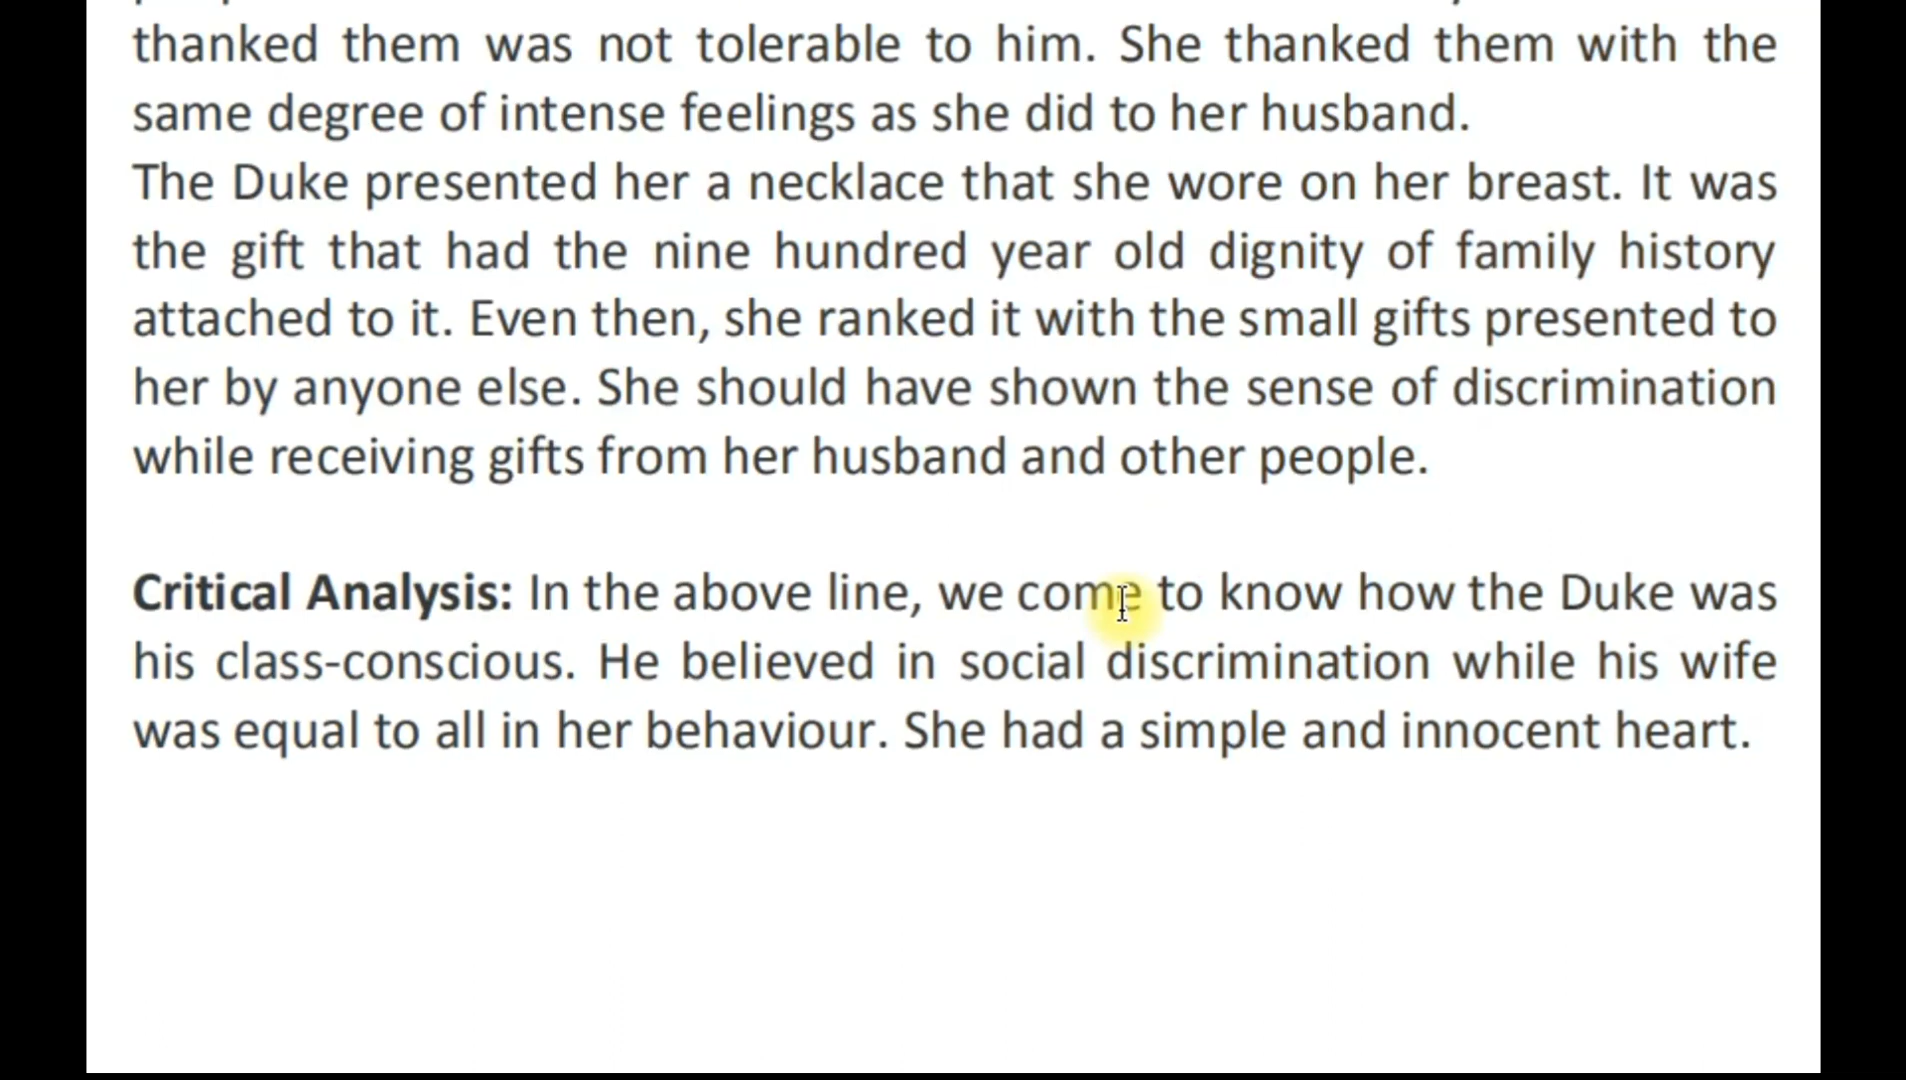 thanked them was not tolerable to him. She thanked them with the
same degree of intense feelings as she did to her husband.
The Duke presented her a necklace that she wore on her breast. It was
the gift that had the nine hundred year old dignity of family history
attached to it. Even then, she ranked it with the small gifts presented to
her by anyone else. She should have shown the sense of discrimination
while receiving gifts from her husband and other people.
Critical Analysis: In the above line, we come to know how the Duke was
his class-conscious. He believed in social discrimination while his wife
was equal to all in her behaviour. She had a simple and innocent heart.